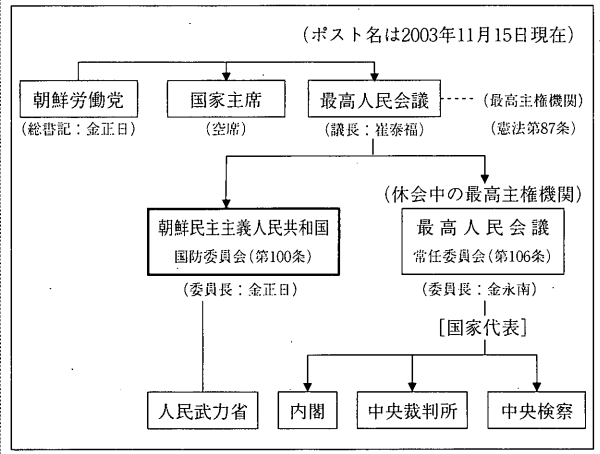 (ポスト名は2003年11月15日現在)
朝鮮労働党
国家主席
最高人民会議
(最高主権機関)
(総書記：金正日)
(空席)
(議長：崔泰福)
(憲法第87条)
(休会中の最高主権機関)
朝鮮民主主義人民共和国
国防委員会(第100条)
最高人民会議
常任委員会(第106条)
(委員長：金正日)
(委員長：金永南)
[国家代表]
人民武力省
内閣
中央裁判所
中央検察